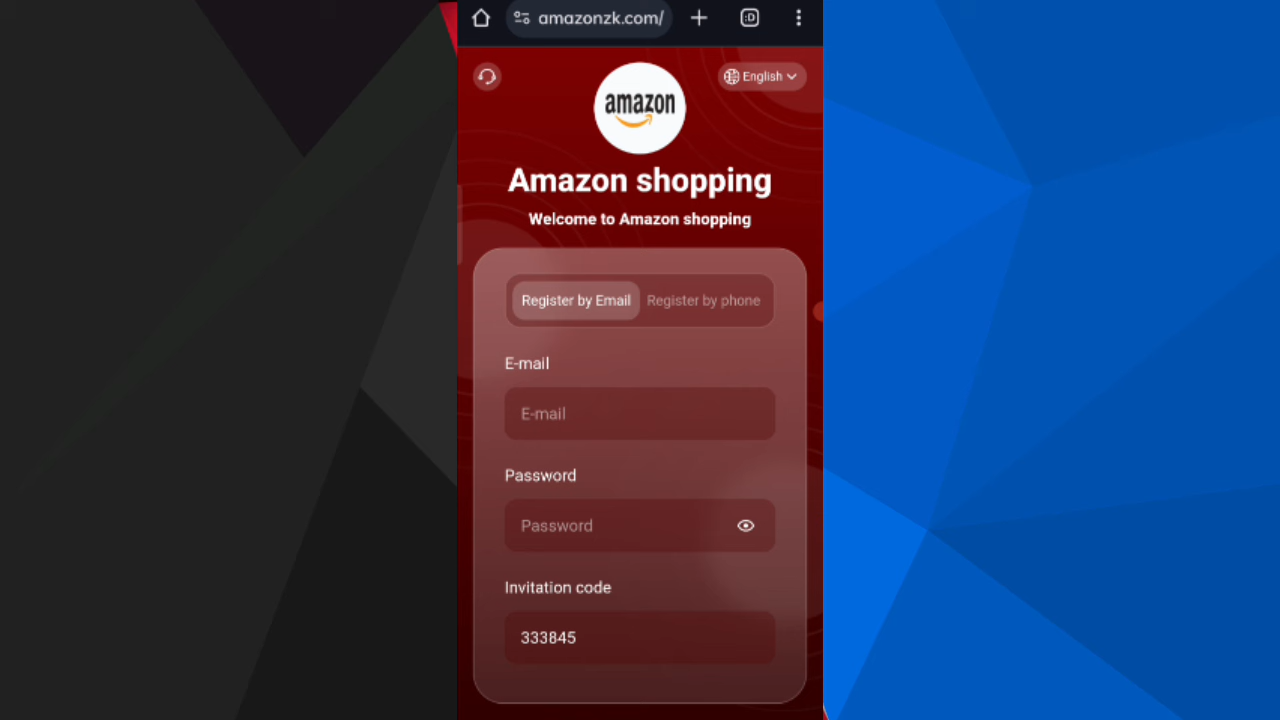 amazonzk.com/
:D
English
amazon
Amazon shopping
Welcome to Amazon shopping
Register by Email Register by phone
E-mail
E-mail
Password
Password
Invitation code
333845